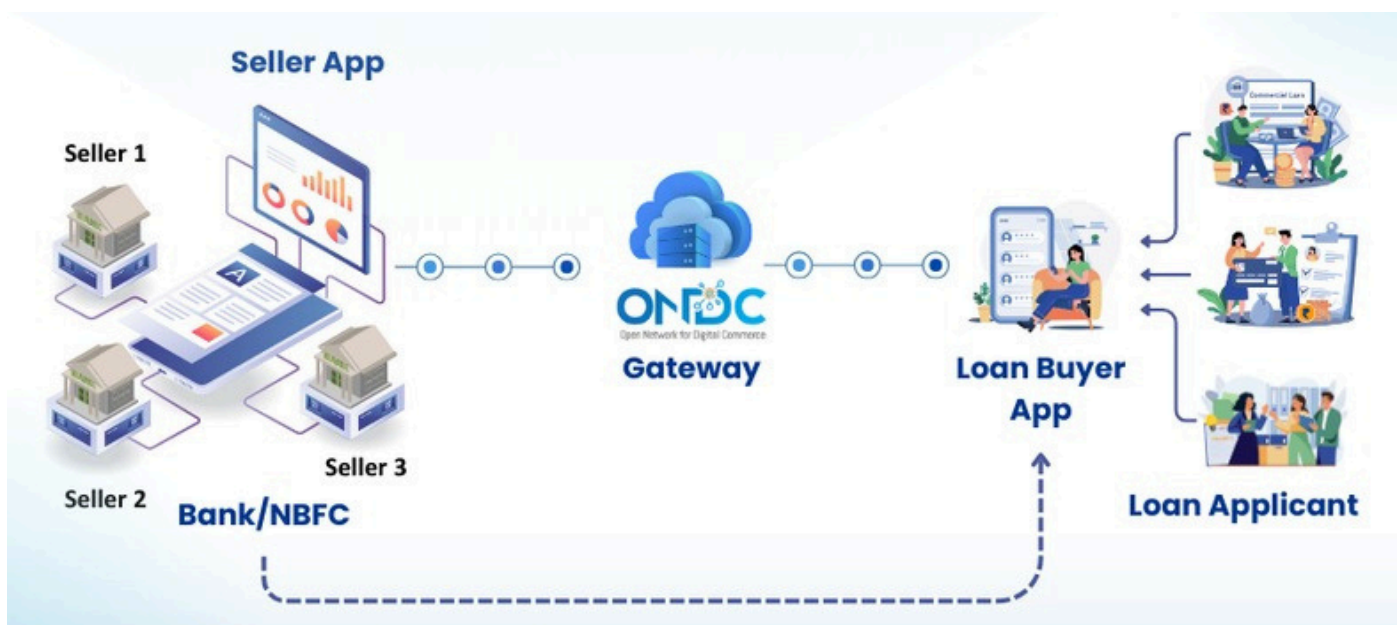 Seller App
Seller 1
Seller 2
Seller 3
Bank/NBFC
A
ONDC
Open Network for Digital Commerce
Gateway
Loan Buyer
App
Commercial Loan
Loan Applicant